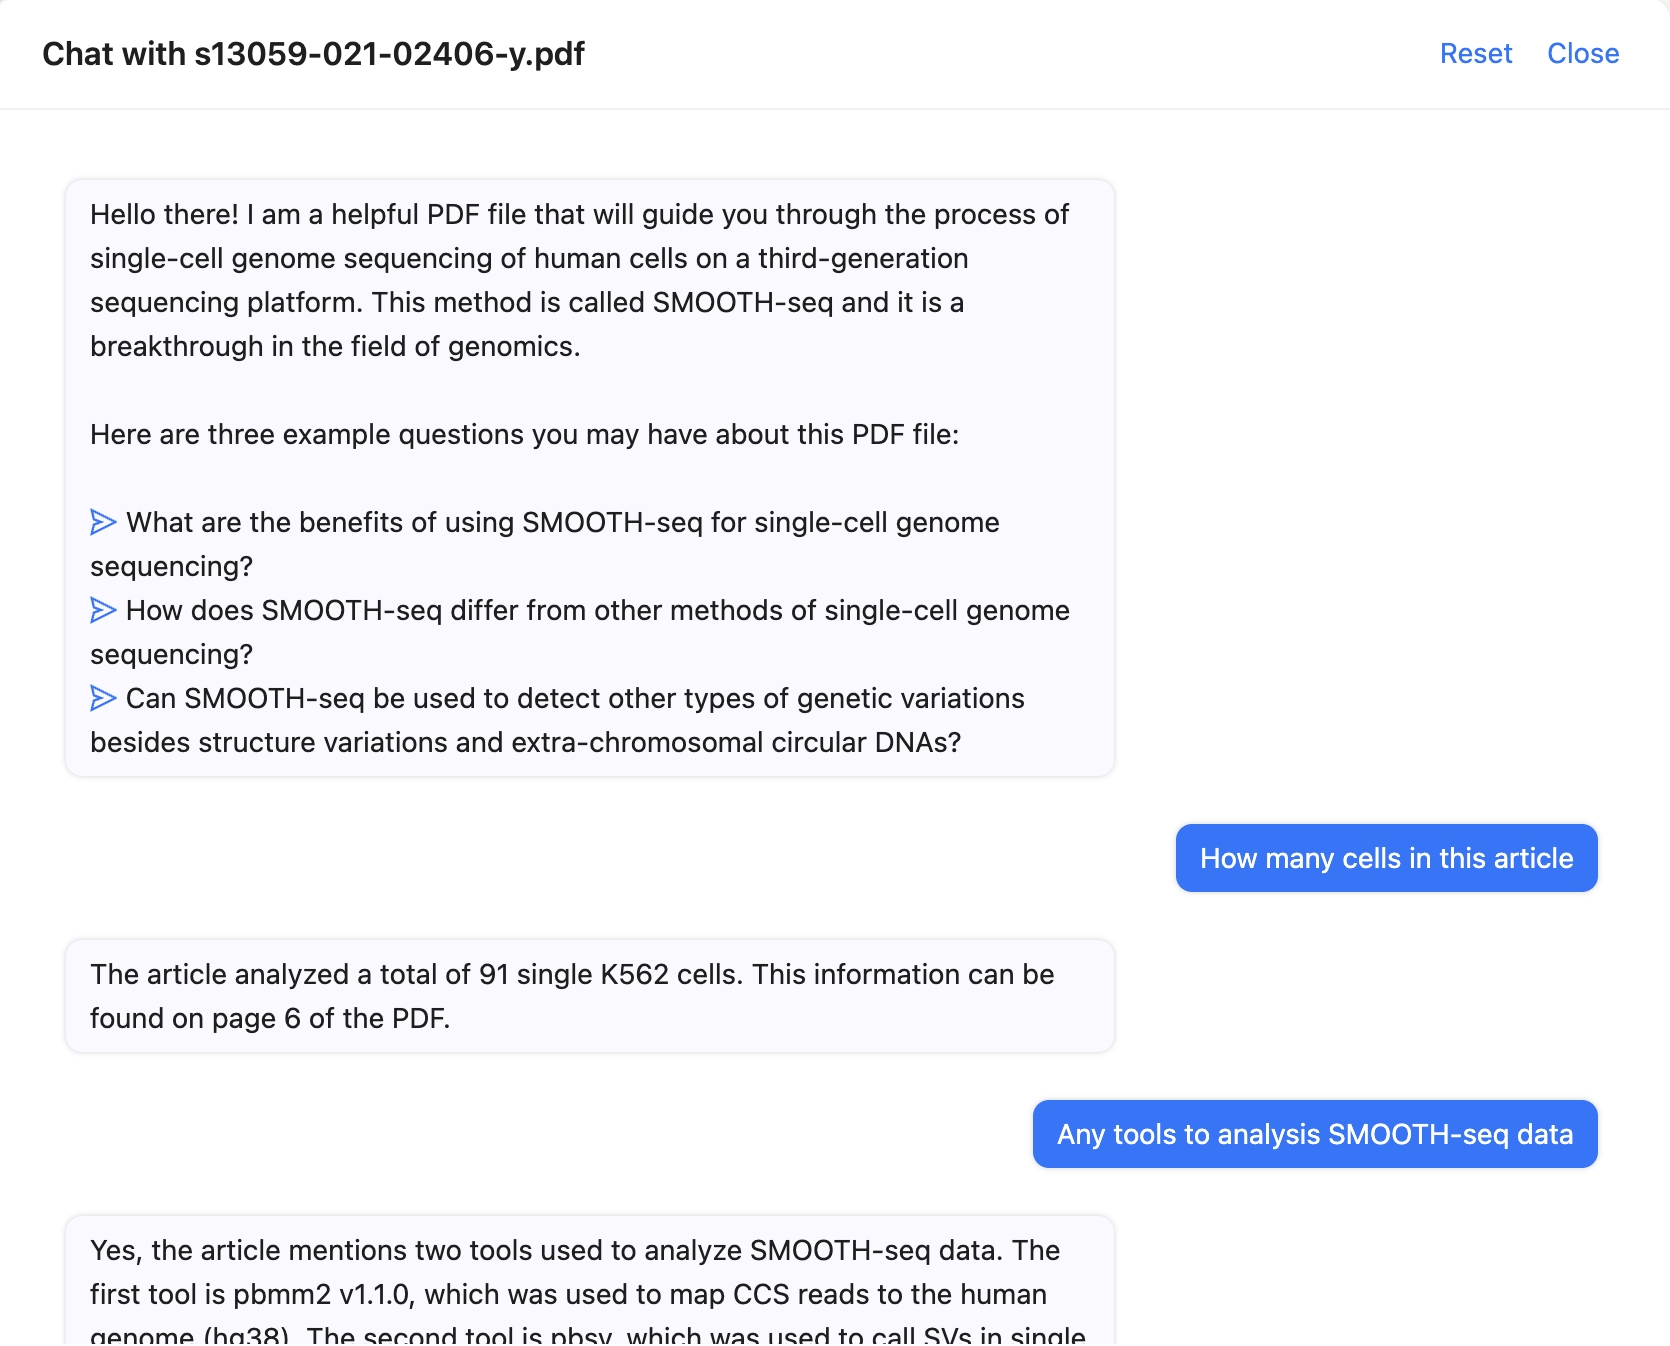 Chat with s13059-021-02406-y.pdf
Reset Close
Hello there! I am a helpful PDF file that will guide you through the process of
single-cell genome sequencing of human cells on a third-generation
sequencing platform. This method is called SMOOTH-seq and it is a
breakthrough in the field of genomics.
Here are three example questions you may have about this PDF file:
What are the benefits of using SMOOTH-seq for single-cell genome
sequencing?
How does SMOOTH-seq differ from other methods of single-cell genome
sequencing?
Can SMOOTH-seq be used to detect other types of genetic variations
besides structure variations and extra-chromosomal circular DNAs?
How many cells in this article
The article analyzed a total of 91 single K562 cells. This information can be
found on page 6 of the PDF.
Any tools to analysis SMOOTH-seq data
Yes, the article mentions two tools used to analyze SMOOTH-seq data. The
first tool is pbmm2 v1.1.0, which was used to map CCS reads to the human
genome (hg38). The second tool is pbsv, which was used to call SVs in single